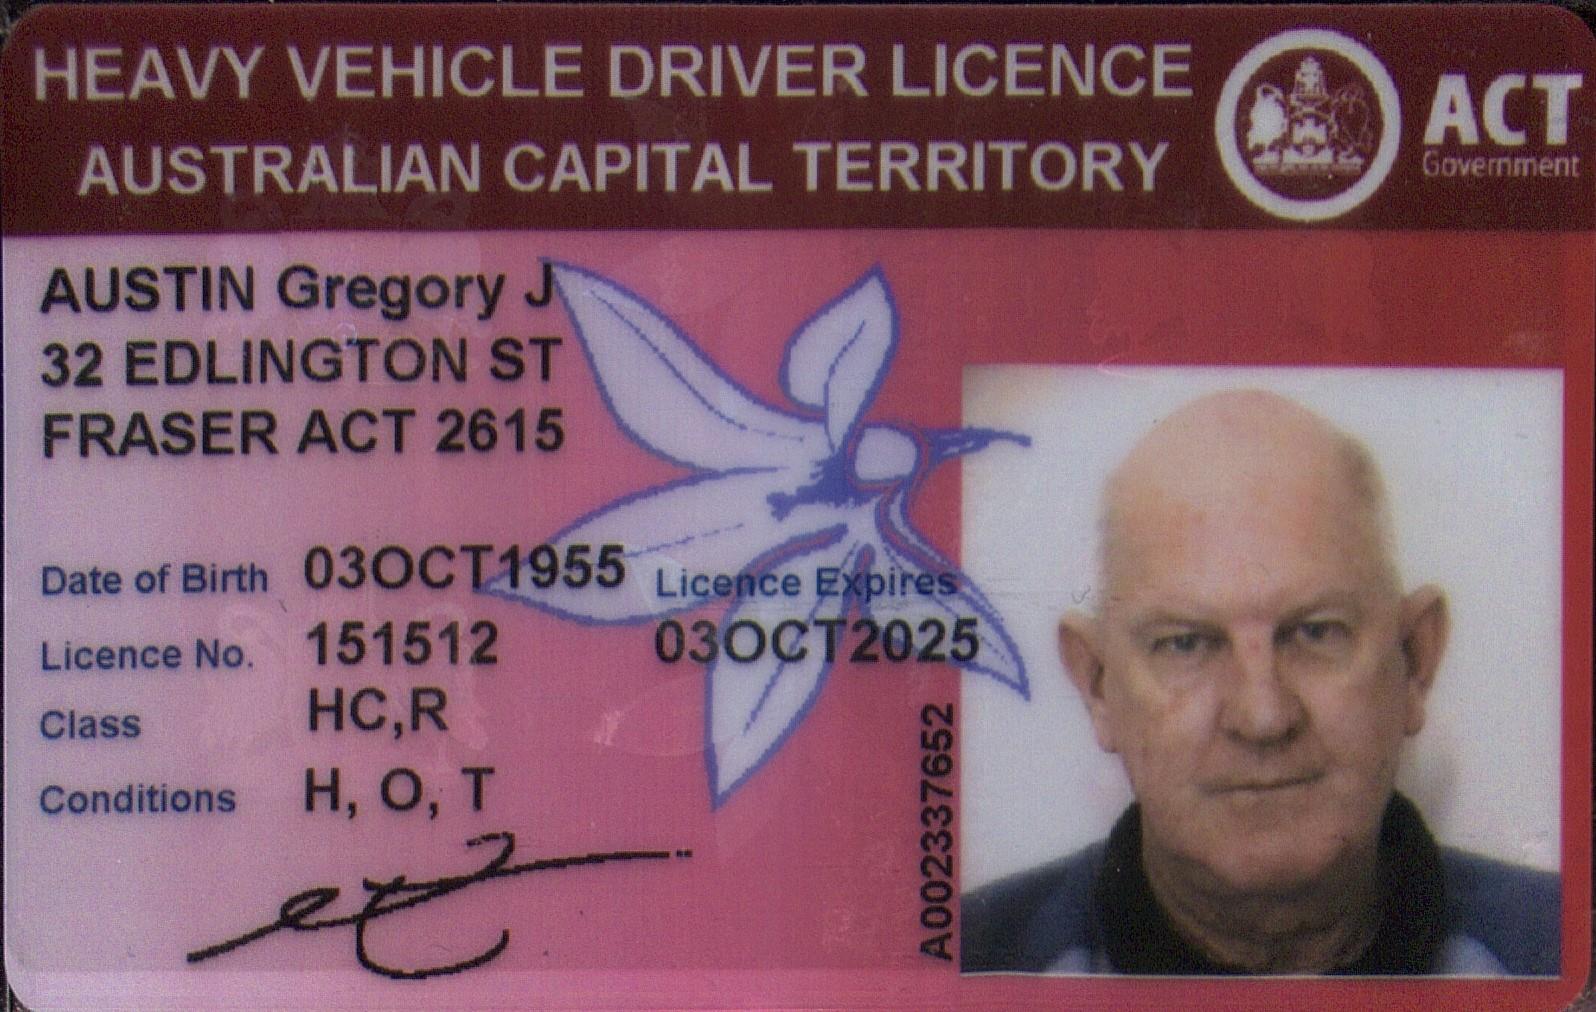 HEAVY VEHICLE DRIVER LICENCE
AUSTRALIAN CAPITAL TERRITORY
ACT
Government
AUSTIN Gregory J
32 EDLINGTON ST
FRASER ACT 2615
Date of Birth 03OCT1955
Licence Expires
03OCT2025
Licence No. 151512
Class HC,R
Conditions H, O, T
A002337652